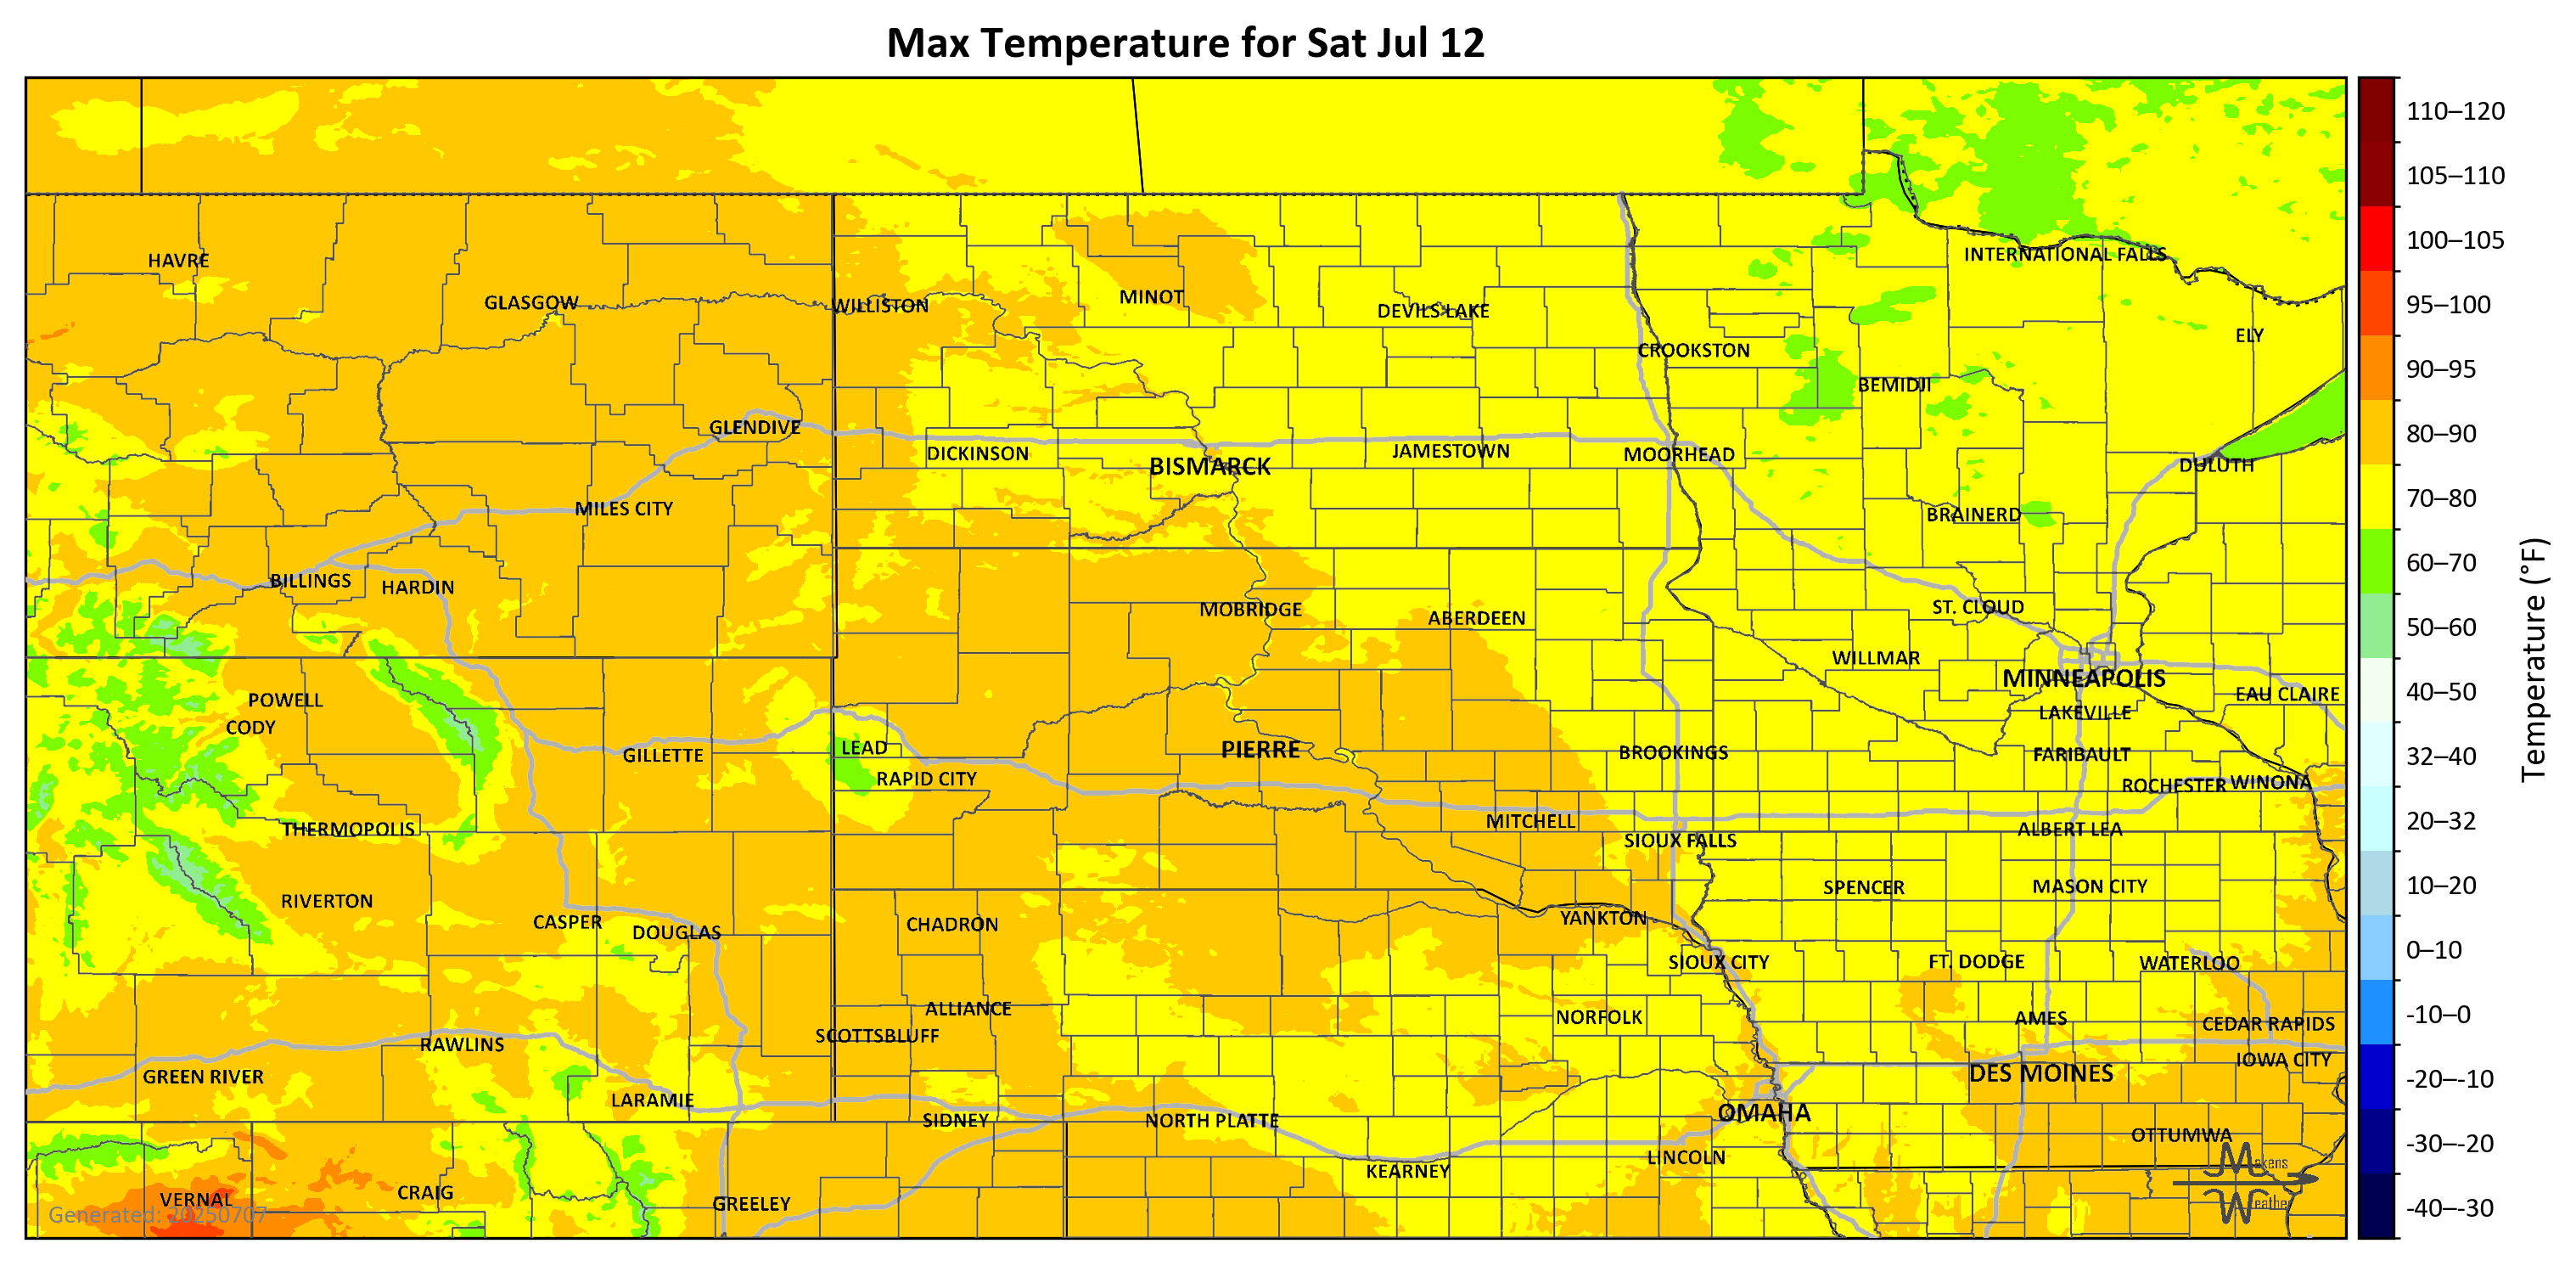 Max Temperature for Sat Jul 12
110–120
105–110
100–105
95–100
90–95
80–90
70–80
60–70
50–60
40–50
32–40
20–32
10–20
0–10
-10–0
-20–-10
-30–-20
-40–-30
Temperature (°F)
HAVRE
INTERNATIONAL FALLS
GLASGOW
WILLISTON
MINOT
DEVILS LAKE
ELY
CROOKSTON
BEMIDJI
GLENDIVE
DICKINSON
BISMARCK
JAMESTOWN
MOORHEAD
DULUTH
MILES CITY
BRAINERD
BILLINGS
HARDIN
MOBRIDGE
ABERDEEN
ST. CLOUD
WILLMAR
MINNEAPOLIS
EAU CLAIRE
POWELL
CODY
LAKEVILLE
GILLETTE
LEAD
PIERRE
BROOKINGS
FARIBAULT
RAPID CITY
ROCHESTER
WINONA
THERMOPOLIS
MITCHELL
SIOUX FALLS
ALBERT LEA
RIVERTON
SPENCER
MASON CITY
CASPER
DOUGLAS
CHADRON
YANKTON
SIOUX CITY
FT. DODGE
WATERLOO
ALLIANCE
SCOTTSBLUFF
NORFOLK
AMES
CEDAR RAPIDS
RAWLINS
IOWA CITY
GREEN RIVER
DES MOINES
LARAMIE
SIDNEY
NORTH PLATTE
OMAHA
OTTUMWA
KEARNEY
LINCOLN
VERNAL
CRAIG
GREELEY
Makens
Weather
Generated: 20250707